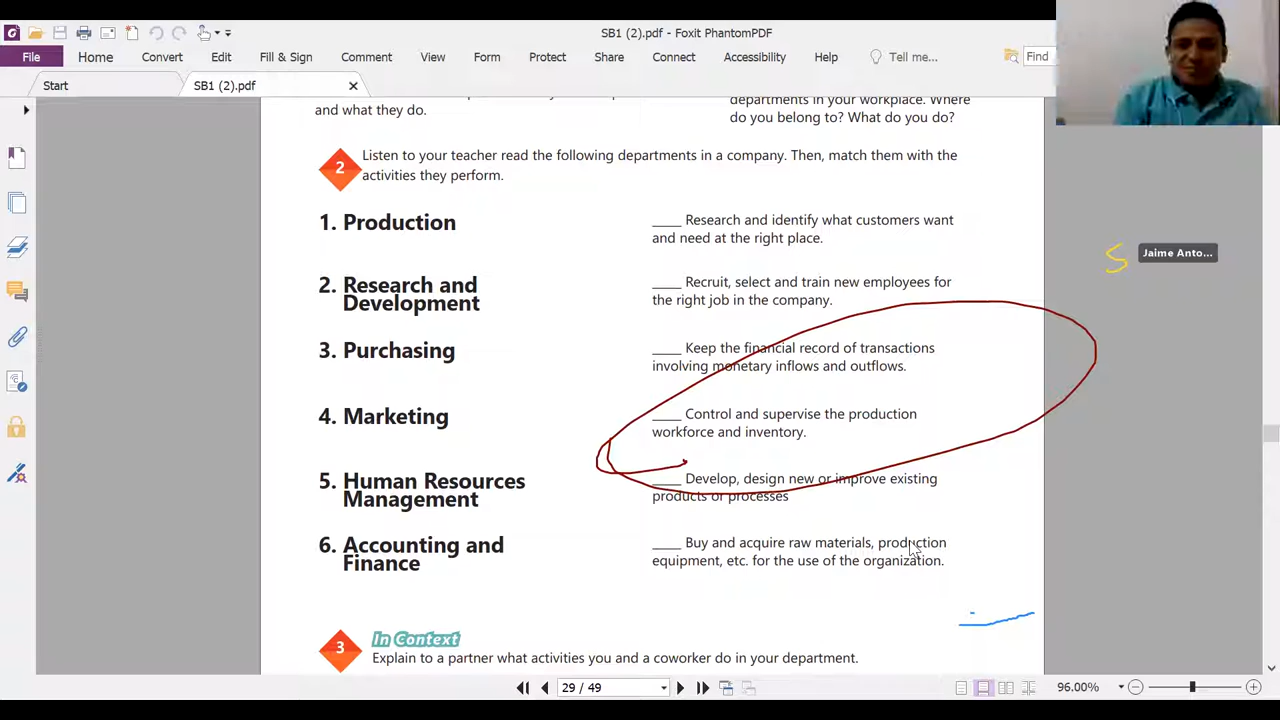 SB1 (2).pdf - Foxit PhantomPDF
File Home Convert Edit Fill & Sign Comment View Form Protect Share Connect Accessibility Help Tell me... Find
Start SB1 (2).pdf
and what they do.
departments in your workplace. Where
do you belong to? What do you do?
2 Listen to your teacher read the following departments in a company. Then, match them with the
activities they perform.
1. Production
____ Research and identify what customers want
and need at the right place.
2. Research and
Development
____ Recruit, select and train new employees for
the right job in the company.
3. Purchasing
____ Keep the financial record of transactions
involving monetary inflows and outflows.
4. Marketing
____ Control and supervise the production
workforce and inventory.
5. Human Resources
Management
____ Develop, design new or improve existing
products or processes
6. Accounting and
Finance
____ Buy and acquire raw materials, production
equipment, etc. for the use of the organization.
S Jaime Anto...
3 In Context
Explain to a partner what activities you and a coworker do in your department.
29 / 49
96.00%